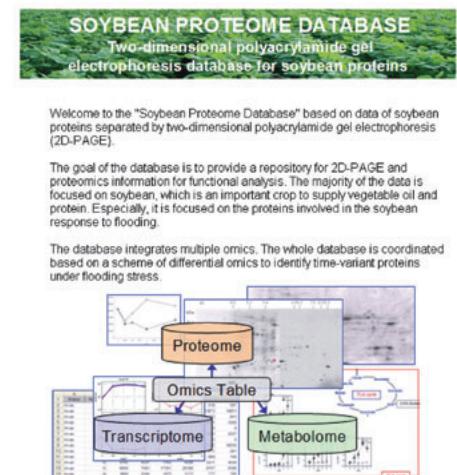 SOYBEAN PROTEOME DATABASE
Two-dimensional polyacrylamide gel
electrophoresis database for soybean proteins
Welcome to the "Soybean Proteome Database" based on data of soybean
proteins separated by two-dimensional polyacrylamide gel electrophoresis
(2D-PAGE).
The goal of the database is to provide a repository for 2D-PAGE and
proteomics information for functional analysis. The majority of the data is
focused on soybean, which is an important crop to supply vegetable oil and
protein. Especially, it is focused on the proteins involved in the soybean
response to flooding.
The database integrates multiple omics. The whole database is coordinated
based on a scheme of differential omics to identify time-variant proteins
under flooding stress.
Proteome
Omics Table
Transcriptome
Metabolome